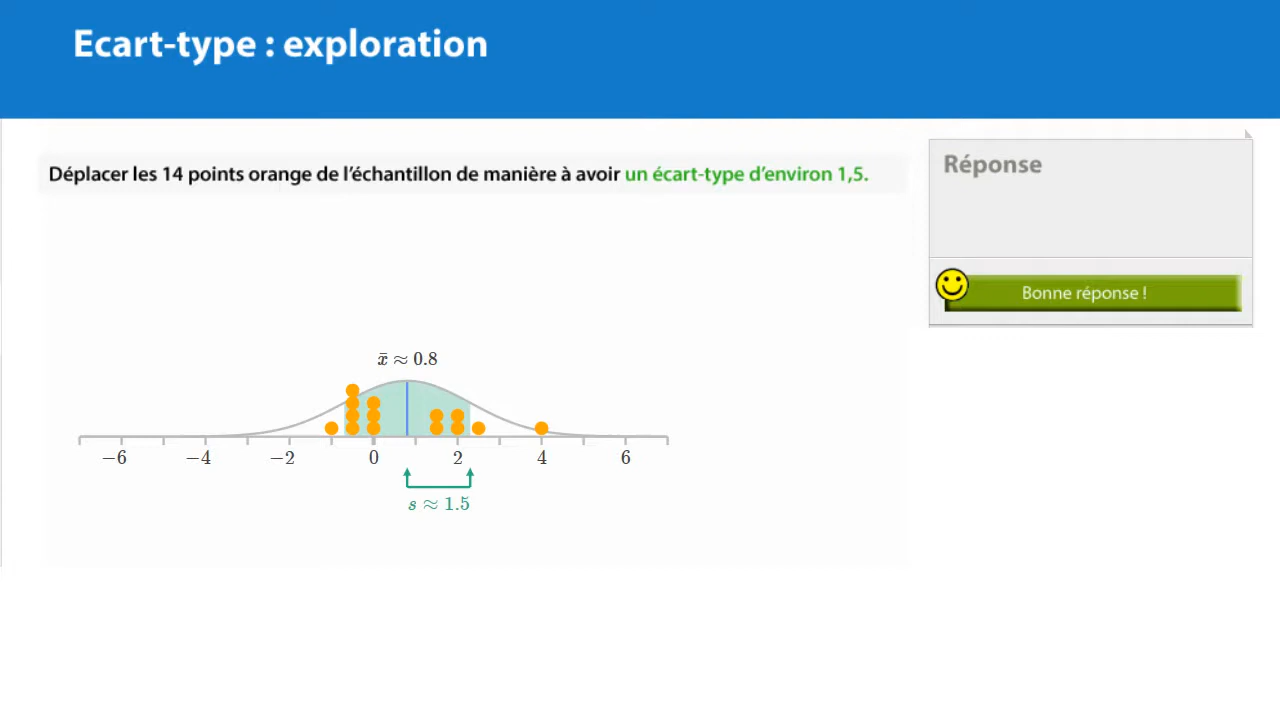 Ecart-type : exploration
Déplacer les 14 points orange de l'échantillon de manière à avoir un écart-type d'environ 1,5.
Réponse
Bonne réponse !
x̄ ≈ 0.8
−6 −4 −2 0 2 4 6
s ≈ 1.5